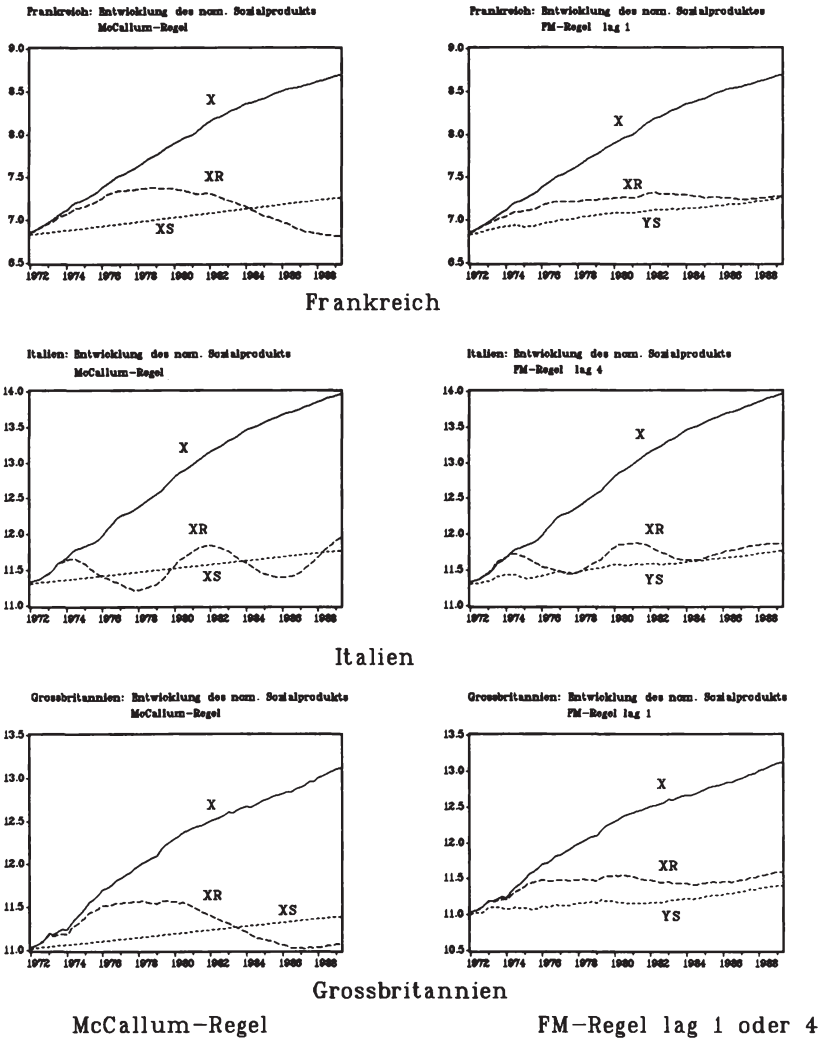 Frankreich: Entwicklung des nom. Sozialprodukts
McCallum-Regel
9.0
8.5
8.0
7.5
7.0
6.5
X
XR
XS
1972 1974 1976 1978 1980 1982 1984 1986 1988
Frankreich: Entwicklung des nom. Sozialproduktes
FM-Regel lag 1
9.0
8.5
8.0
7.5
7.0
6.5
X
XR
YS
1972 1974 1976 1978 1980 1982 1984 1986 1988
Frankreich
Italien: Entwicklung des nom. Sozialprodukts
McCallum-Regel
14.0
13.5
13.0
12.5
12.0
11.5
11.0
X
XR
XS
1972 1974 1976 1978 1980 1982 1984 1986 1988
Italien: Entwicklung des nom. Sozialprodukts
FM-Regel lag 4
14.0
13.5
13.0
12.5
12.0
11.5
11.0
X
XR
YS
1972 1974 1976 1978 1980 1982 1984 1986 1988
Italien
Grossbritannien: Entwicklung des nom. Sozialprodukts
McCallum-Regel
13.5
13.0
12.5
12.0
11.5
11.0
X
XR
XS
1972 1974 1976 1978 1980 1982 1984 1986 1988
Grossbritannien: Entwicklung des nom. Sozialprodukts
FM-Regel lag 1
13.5
13.0
12.5
12.0
11.5
11.0
10.5
X
XR
YS
1972 1974 1976 1978 1980 1982 1984 1986 1988
Grossbritannien
McCallum-Regel
FM-Regel lag 1 oder 4